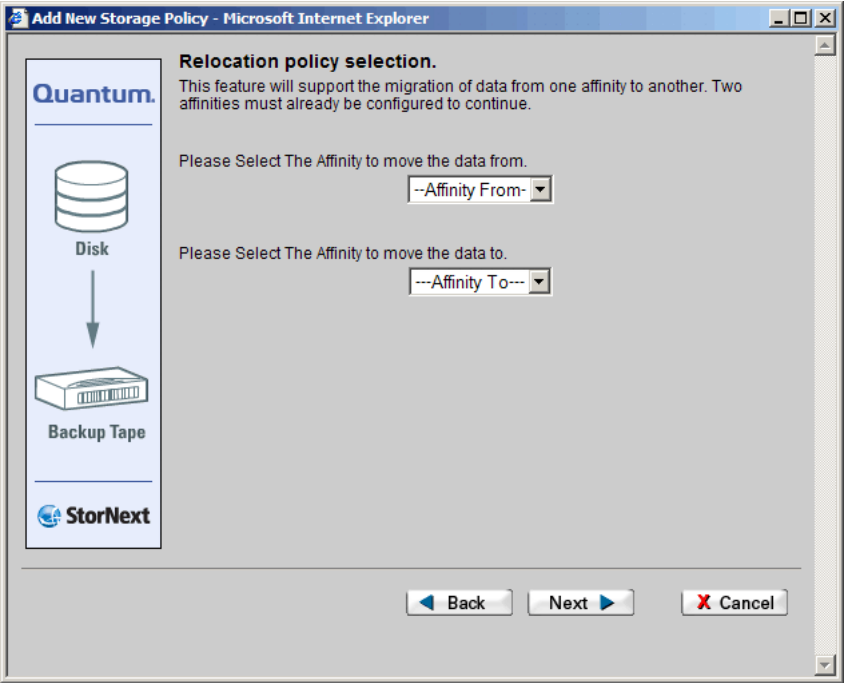 Add New Storage Policy - Microsoft Internet Explorer
Quantum.
Disk
Backup Tape
StorNext
Relocation policy selection.
This feature will support the migration of data from one affinity to another. Two
affinities must already be configured to continue.
Please Select The Affinity to move the data from.
--Affinity From-
Please Select The Affinity to move the data to.
---Affinity To---
Back
Next
X Cancel